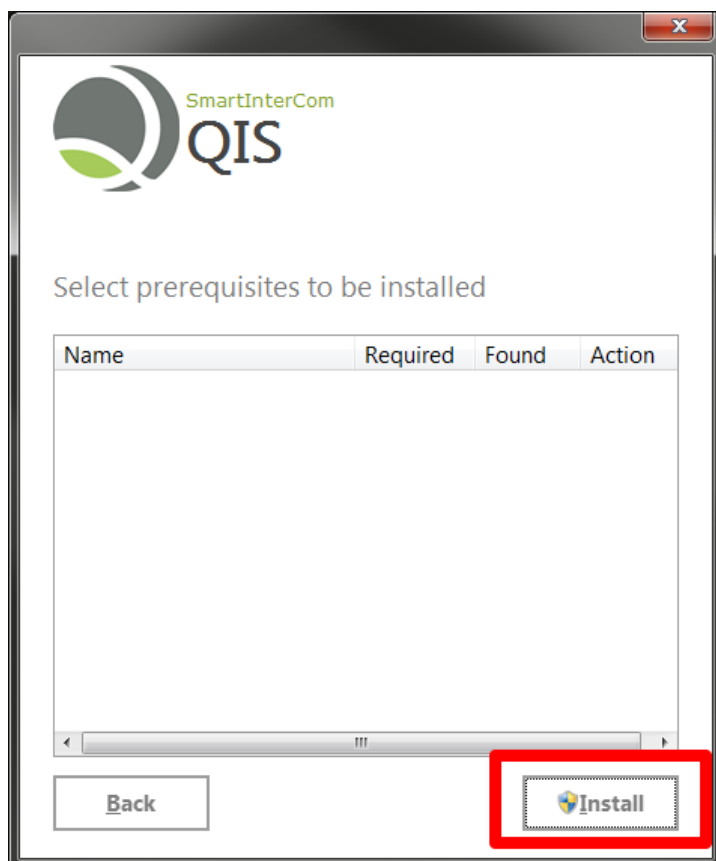 SmartInterCom
QIS
Select prerequisites to be installed
Name Required Found Action
Back Install